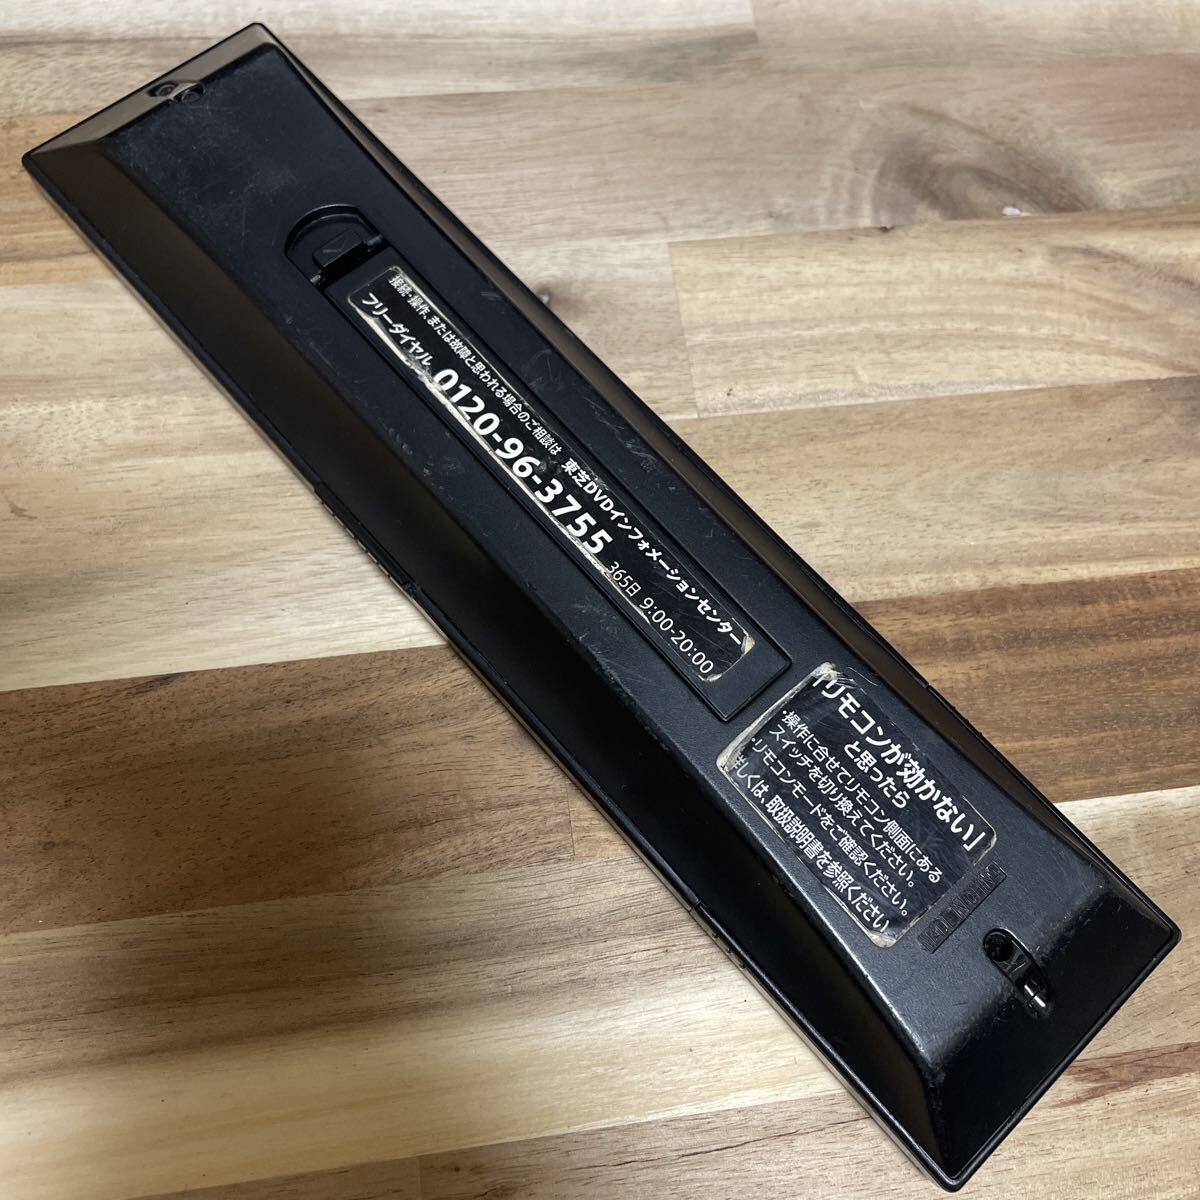 接続・操作、または故障と思われる場合のご相談は 東芝DVDインフォメーションセンター
フリーダイヤル 0120-96-3755 365日 9:00-20:00
「リモコンが効かない」
と思ったら
・操作に合せてリモコン側面にある
スイッチを切り換えてください。
・リモコンモードをご確認ください。
詳しくは、取扱説明書を参照ください